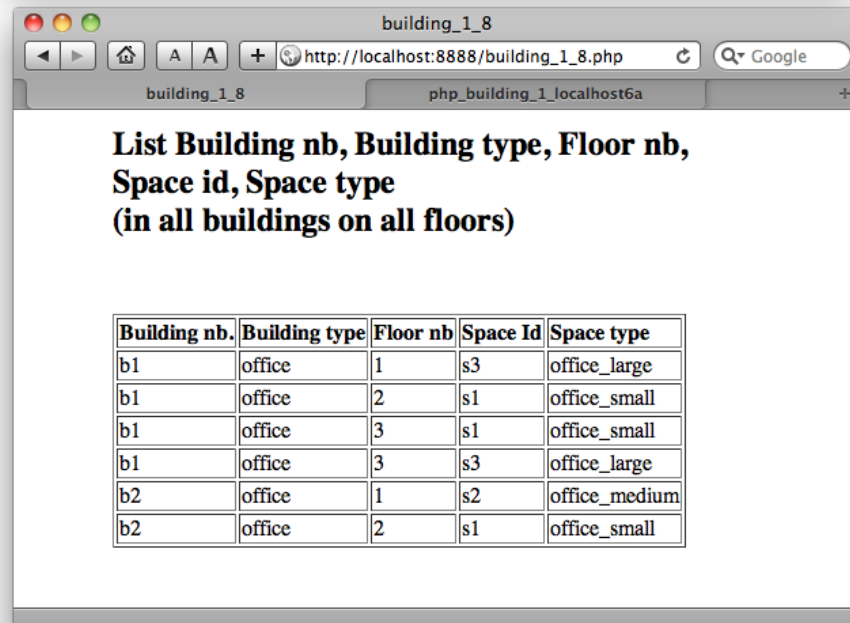 building_1_8
A A + http://localhost:8888/building_1_8.php Google
building_1_8 php_building_1_localhost6a
List Building nb, Building type, Floor nb,
Space id, Space type
(in all buildings on all floors)
Building nb. Building type Floor nb Space Id Space type
b1 office 1 s3 office_large
b1 office 2 s1 office_small
b1 office 3 s1 office_small
b1 office 3 s3 office_large
b2 office 1 s2 office_medium
b2 office 2 s1 office_small